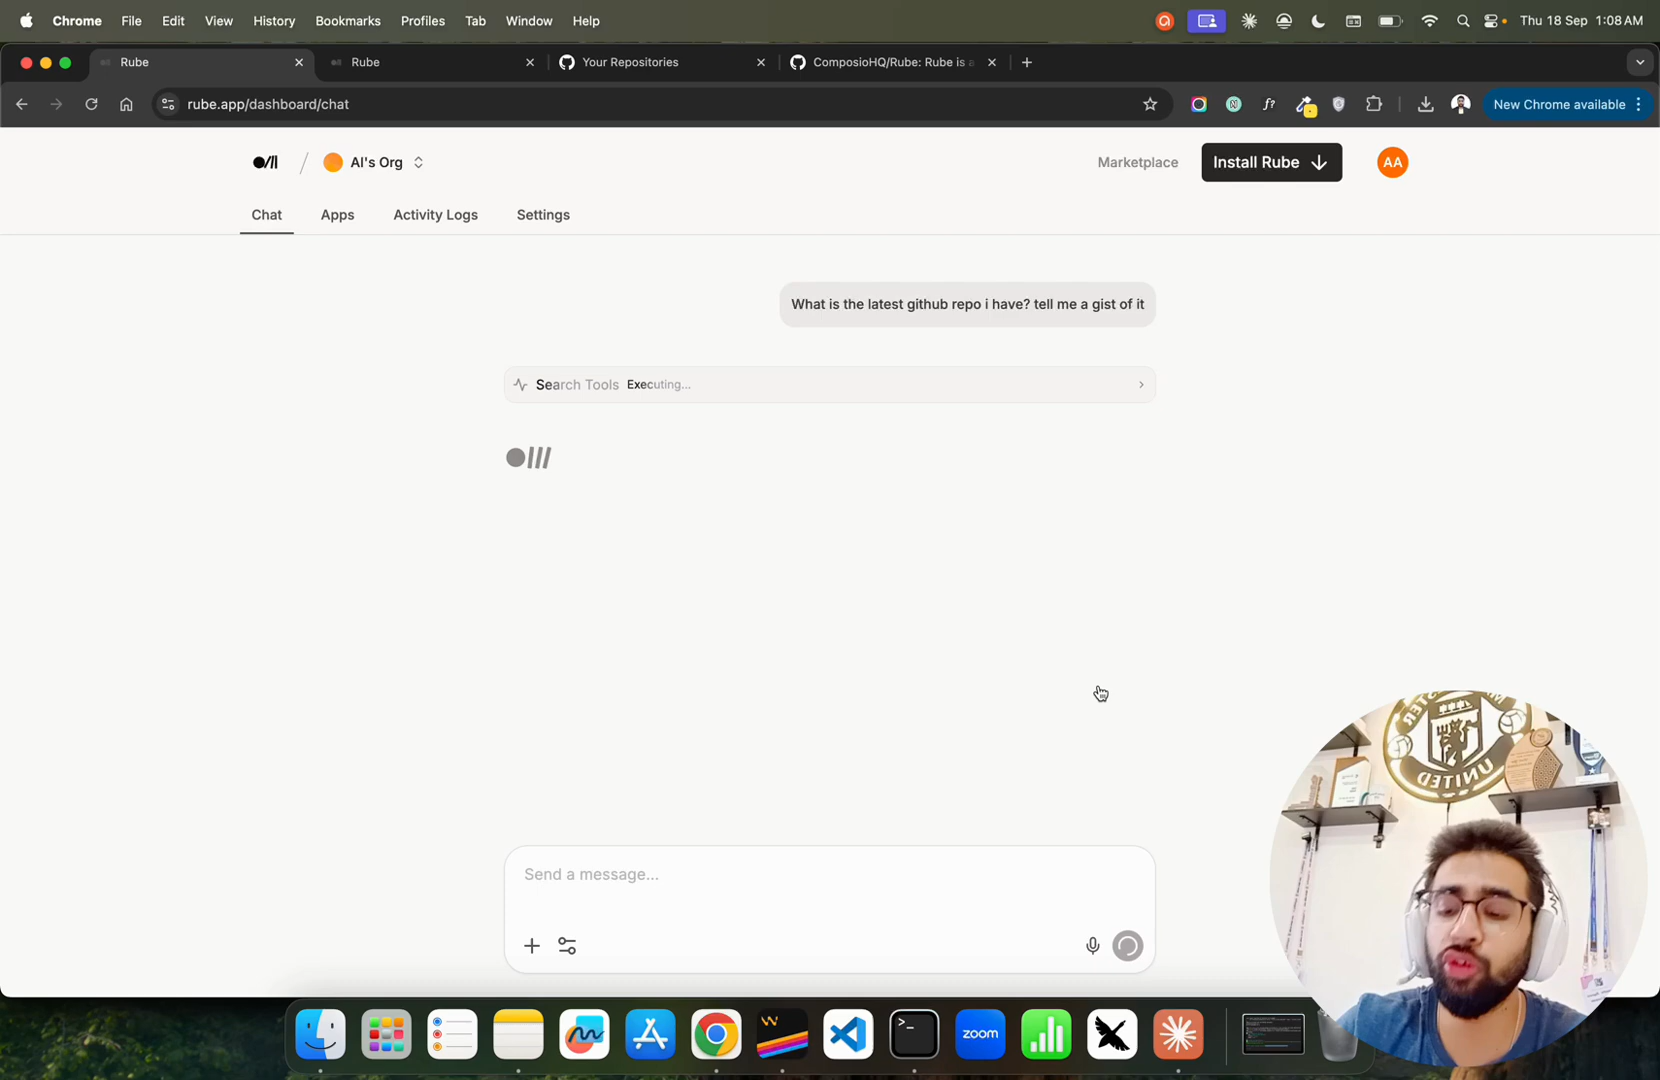 Chrome File Edit View History Bookmarks Profiles Tab Window Help
Thu 18 Sep 1:08 AM
Rube
Rube
Your Repositories
ComposioHQ/Rube: Rube is a
rube.app/dashboard/chat
f?
New Chrome available
AI's Org
Marketplace
Install Rube
AA
Chat Apps Activity Logs Settings
What is the latest github repo i have? tell me a gist of it
Search Tools Executing...
Send a message...
UNITED
zoom